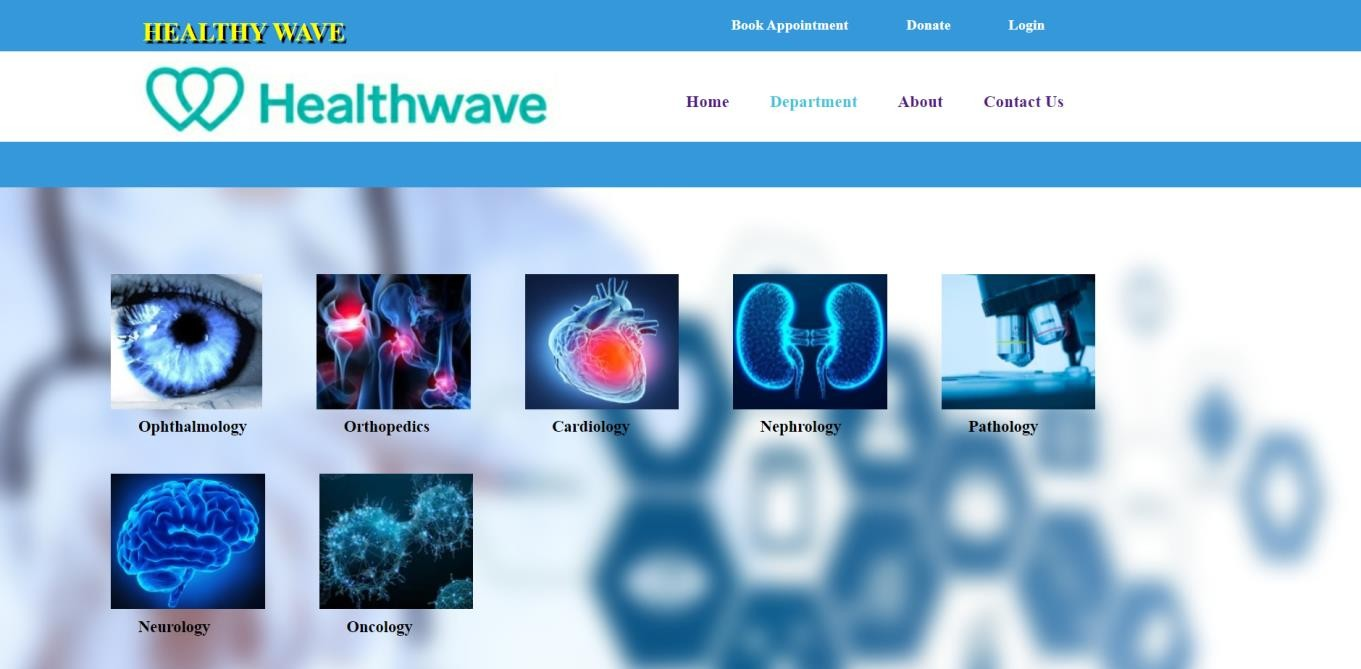 HEALTHY WAVE
Book Appointment Donate Login
Healthwave
Home Department About Contact Us
Ophthalmology Orthopedics Cardiology Nephrology Pathology
Neurology Oncology